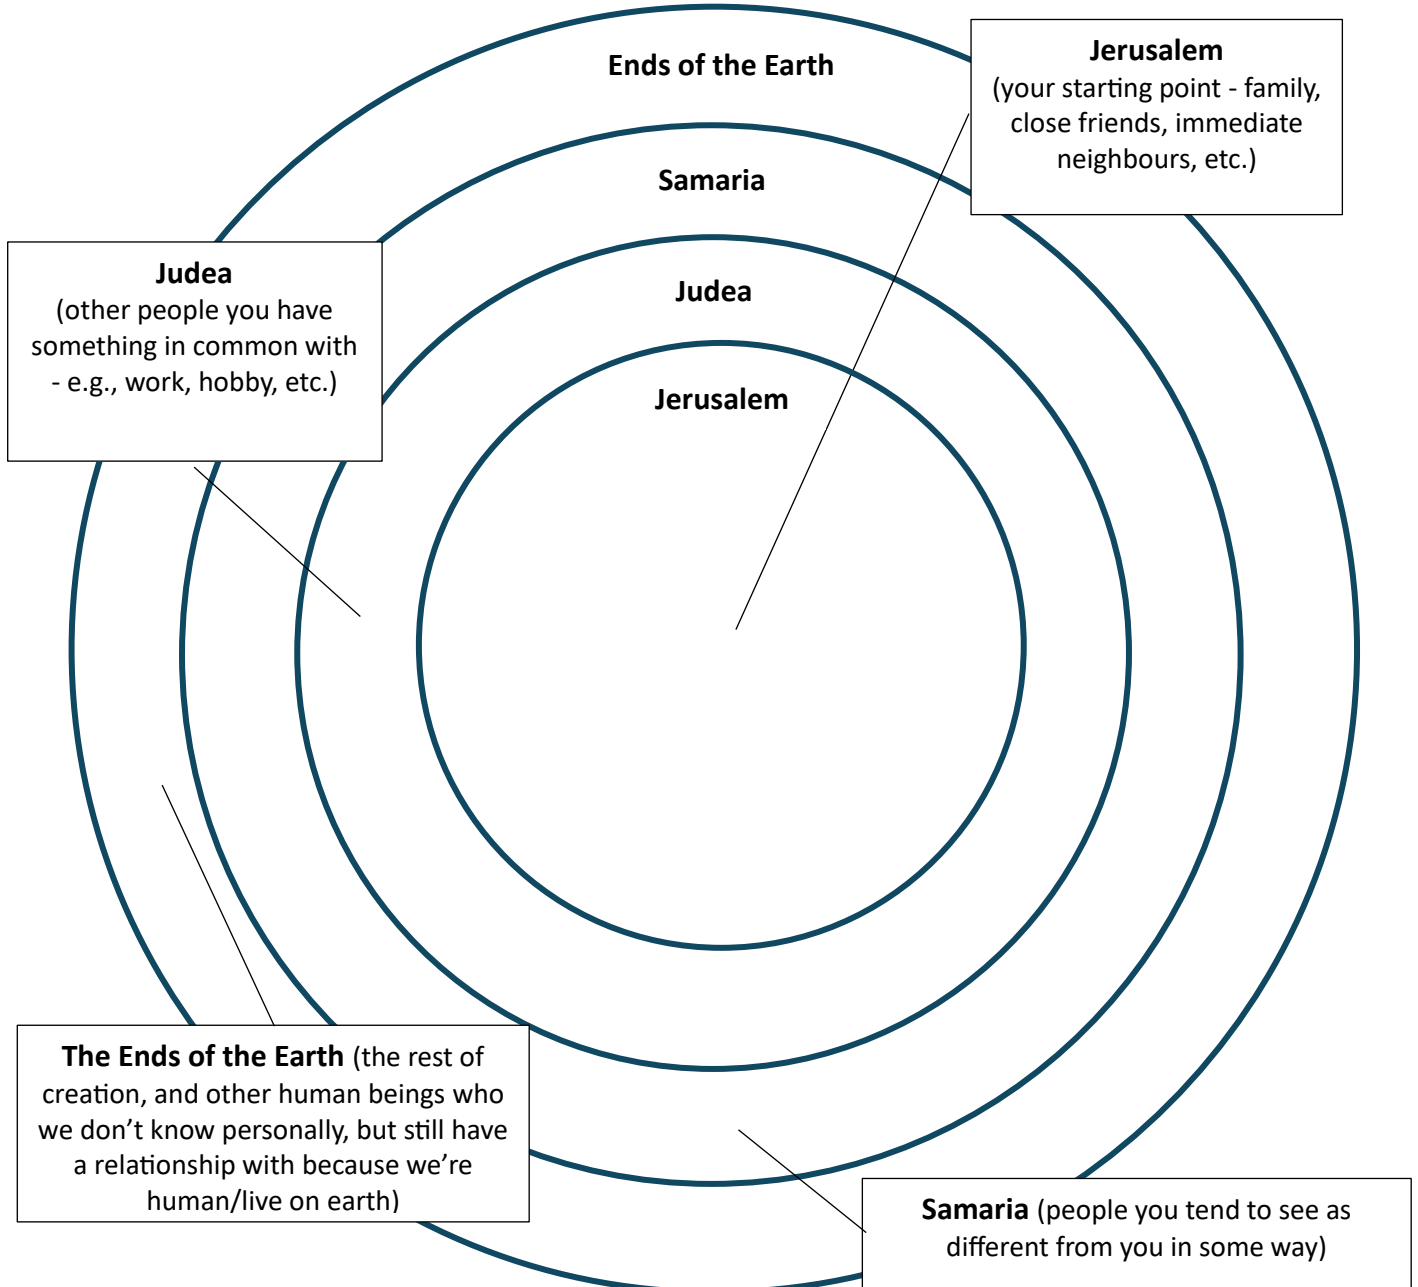 Ends of the Earth
Jerusalem
(your starting point - family,
close friends, immediate
neighbours, etc.)
Samaria
Judea
(other people you have
something in common with
- e.g., work, hobby, etc.)
Judea
Jerusalem
The Ends of the Earth (the rest of
creation, and other human beings who
we don’t know personally, but still have
a relationship with because we’re
human/live on earth)
Samaria (people you tend to see as
different from you in some way)